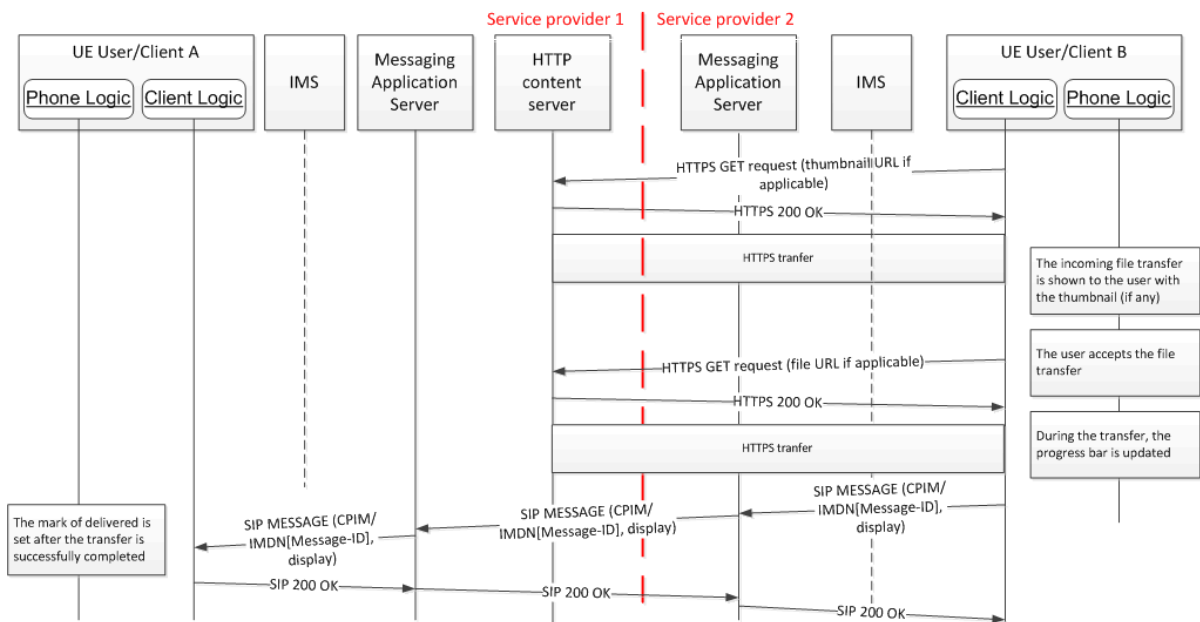 Service provider 1
Service provider 2
UE User/Client A
Phone Logic
Client Logic
IMS
Messaging
Application
Server
HTTP
content
server
Messaging
Application
Server
IMS
UE User/Client B
Client Logic
Phone Logic
HTTPS GET request (thumbnail URL if
applicable)
HTTPS 200 OK
HTTPS tranfer
The incoming file transfer
is shown to the user with
the thumbnail (if any)
The user accepts the file
transfer
HTTPS GET request (file URL if applicable)
HTTPS 200 OK
During the transfer, the
progress bar is updated
HTTPS tranfer
SIP MESSAGE (CPIM/
IMDN[Message-ID],
display)
SIP MESSAGE (CPIM/
IMDN[Message-ID], display)
SIP MESSAGE (CPIM/
IMDN[Message-ID],
display)
The mark of delivered is
set after the transfer is
successfully completed
SIP 200 OK
SIP 200 OK
SIP 200 OK